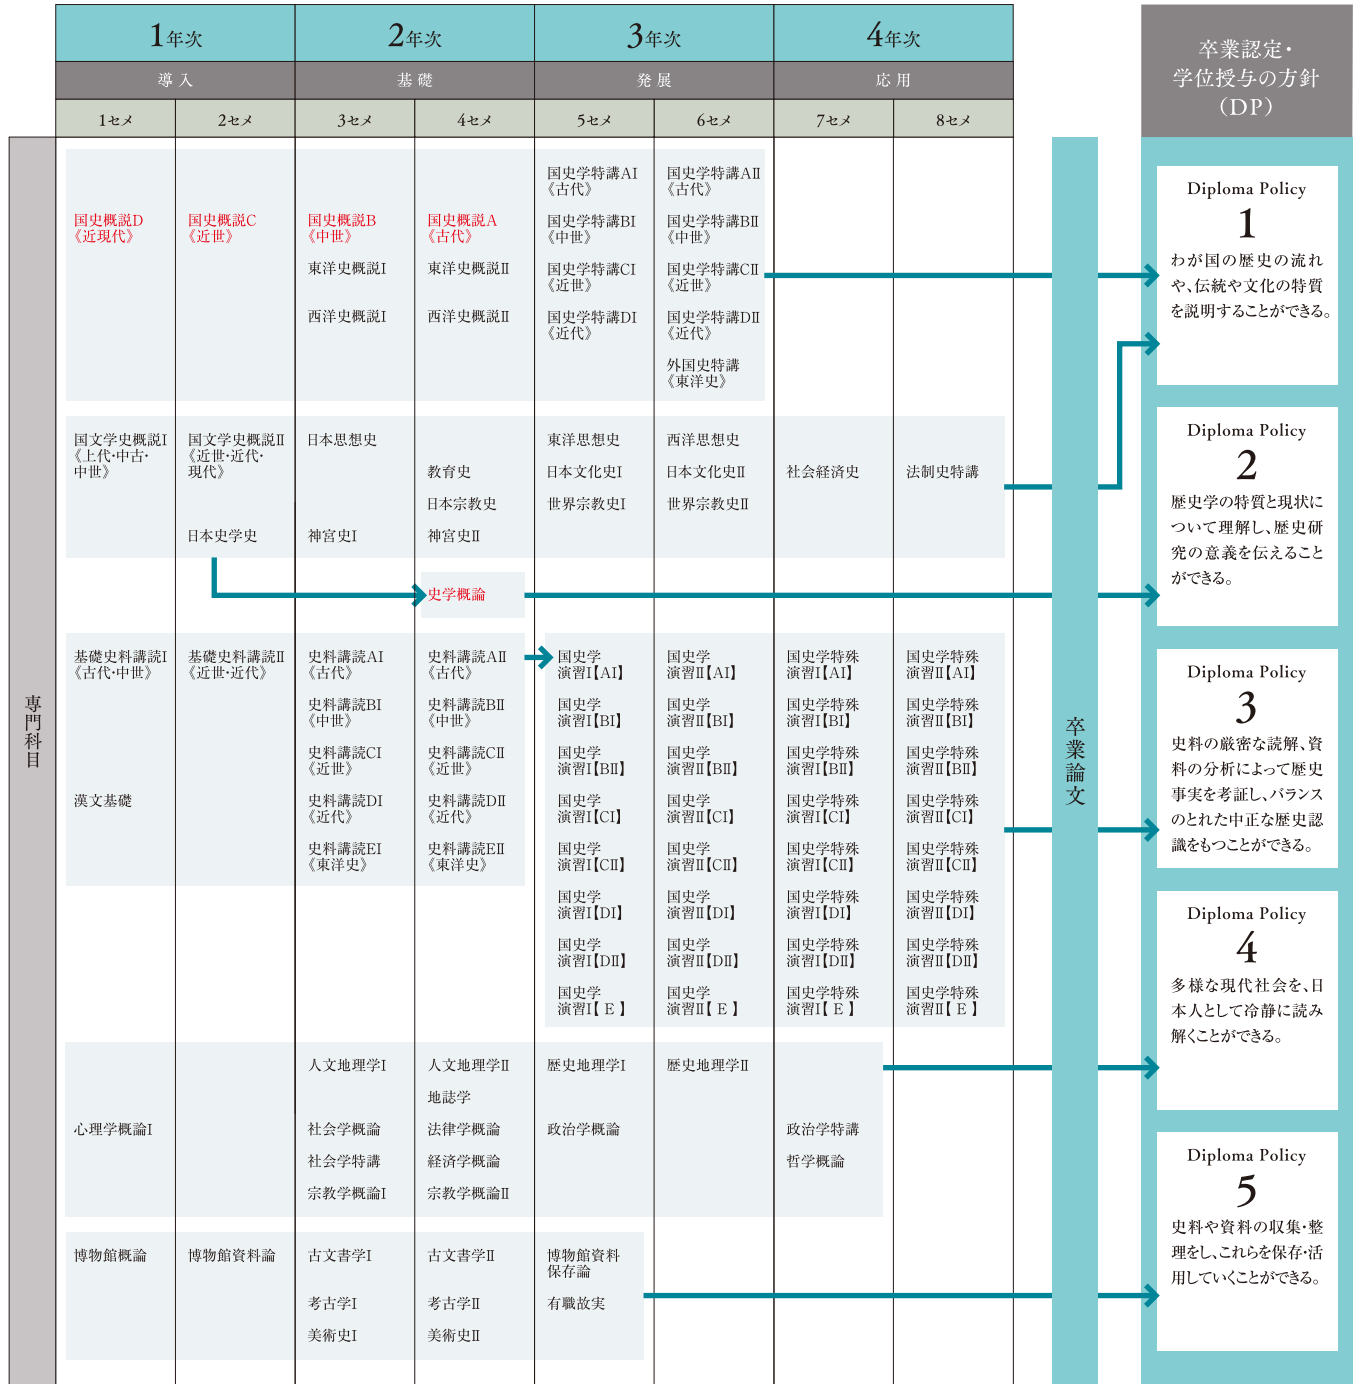 1年次
2年次
3年次
4年次
導入
基礎
発展
応用
1セメ
2セメ
3セメ
4セメ
5セメ
6セメ
7セメ
8セメ
卒業認定・
学位授与の方針
（DP）
専門科目
国史概説D
《近現代》
国史概説C
《近世》
国史概説B
《中世》
東洋史概説I
西洋史概説I
国史概説A
《古代》
東洋史概説II
西洋史概説II
国史学特講AI
《古代》
国史学特講BI
《中世》
国史学特講CI
《近世》
国史学特講DI
《近代》
国史学特講AII
《古代》
国史学特講BII
《中世》
国史学特講CII
《近世》
国史学特講DII
《近代》
外国史特講
《東洋史》
国文学史概説I
《上代・中古・
中世》
国文学史概説II
《近世・近代・
現代》
日本史学史
日本思想史
神宮史I
教育史
日本宗教史
神宮史II
東洋思想史
日本文化史I
世界宗教史I
西洋思想史
日本文化史II
世界宗教史II
社会経済史
法制史特講
史学概論
基礎史料講読I
《古代・中世》
漢文基礎
基礎史料講読II
《近世・近代》
史料講読AI
《古代》
史料講読BI
《中世》
史料講読CI
《近世》
史料講読DI
《近代》
史料講読EI
《東洋史》
史料講読AII
《古代》
史料講読BII
《中世》
史料講読CII
《近世》
史料講読DII
《近代》
史料講読EII
《東洋史》
国史学
演習I【AI】
国史学
演習I【BI】
国史学
演習I【BII】
国史学
演習I【CI】
国史学
演習I【CII】
国史学
演習I【DI】
国史学
演習I【DII】
国史学
演習I【 E 】
国史学
演習II【AI】
国史学
演習II【BI】
国史学
演習II【BII】
国史学
演習II【CI】
国史学
演習II【CII】
国史学
演習II【DI】
国史学
演習II【DII】
国史学
演習II【 E 】
国史学特殊
演習I【AI】
国史学特殊
演習I【BI】
国史学特殊
演習I【BII】
国史学特殊
演習I【CI】
国史学特殊
演習I【CII】
国史学特殊
演習I【DI】
国史学特殊
演習I【DII】
国史学特殊
演習I【 E 】
国史学特殊
演習II【AI】
国史学特殊
演習II【BI】
国史学特殊
演習II【BII】
国史学特殊
演習II【CI】
国史学特殊
演習II【CII】
国史学特殊
演習II【DI】
国史学特殊
演習II【DII】
国史学特殊
演習II【 E 】
心理学概論I
人文地理学I
社会学概論
社会学特講
宗教学概論I
人文地理学II
地誌学
法律学概論
経済学概論
宗教学概論II
歴史地理学I
政治学概論
歴史地理学II
政治学特講
哲学概論
博物館概論
博物館資料論
古文書学I
考古学I
美術史I
古文書学II
考古学II
美術史II
博物館資料
保存論
有職故実
卒業論文
Diploma Policy
1
わが国の歴史の流れ
や、伝統や文化の特質
を説明することができる。
Diploma Policy
2
歴史学の特質と現状に
ついて理解し、歴史研
究の意義を伝えること
ができる。
Diploma Policy
3
史料の厳密な読解、資
料の分析によって歴史
事実を考証し、バランス
のとれた中正な歴史認
識をもつことができる。
Diploma Policy
4
多様な現代社会を、日
本人として冷静に読み
解くことができる。
Diploma Policy
5
史料や資料の収集・整
理をし、これらを保存・活
用していくことができる。